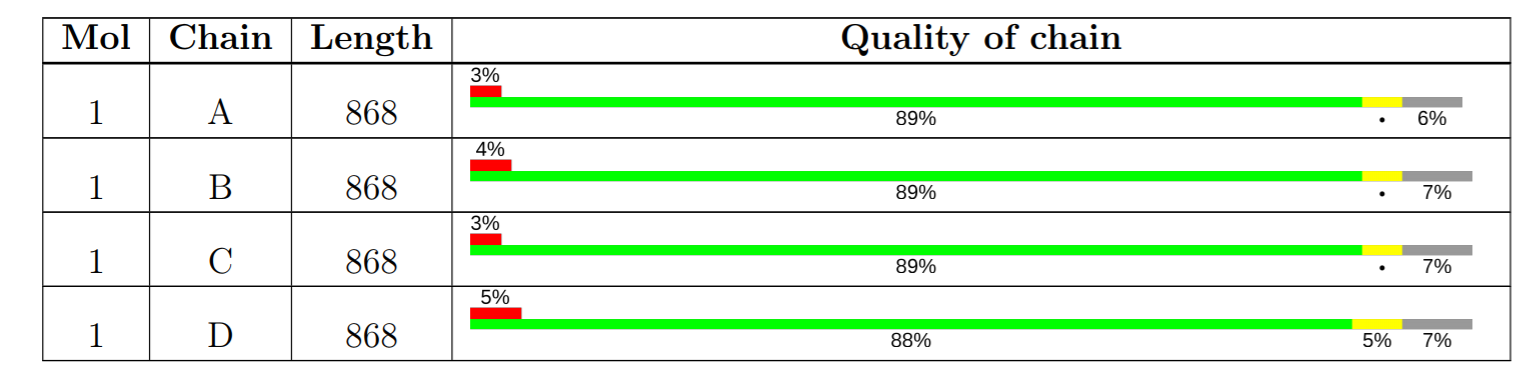 Mol Chain Length Quality of chain
3%
1 A 868
89% • 6%
4%
1 B 868
89% • 7%
3%
1 C 868
89% • 7%
5%
1 D 868
88% 5% 7%